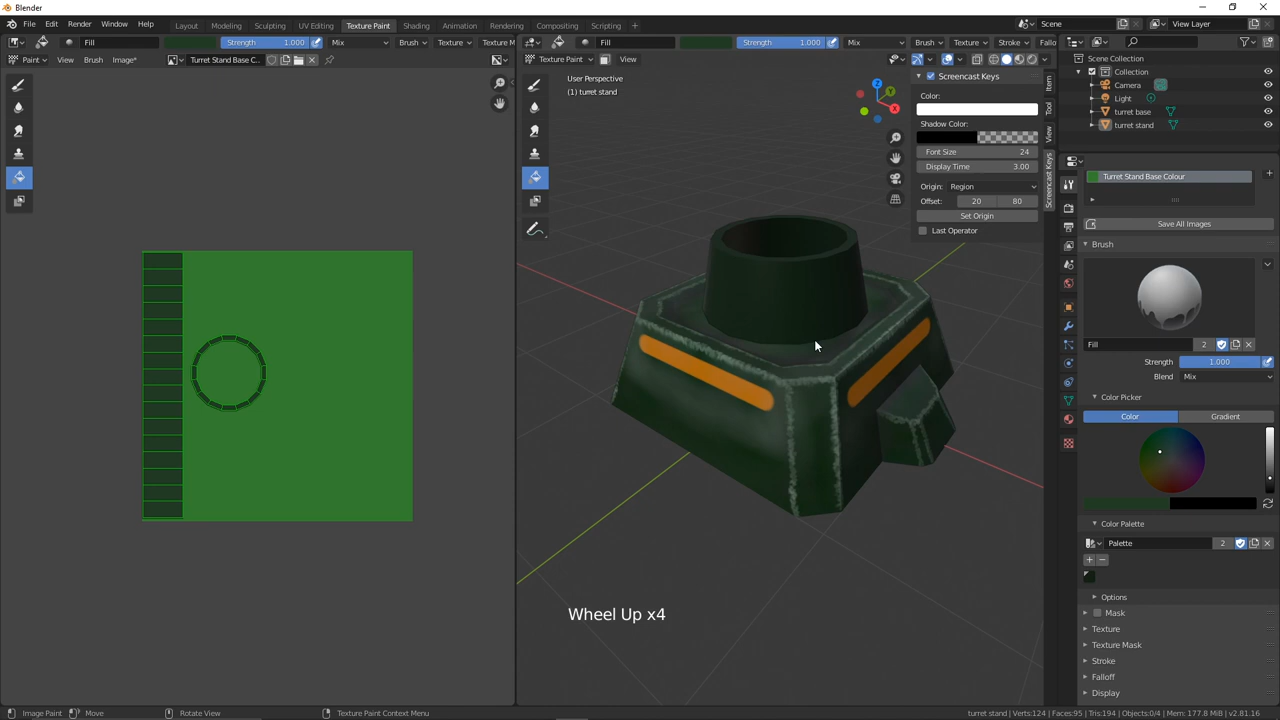 Blender
File Edit Render Window Help Layout Modeling Sculpting UV Editing Texture Paint Shading Animation Rendering Compositing Scripting + Scene View Layer
Fill Strength 1.000 Mix Brush Texture Texture M
Fill Strength 1.000 Mix Brush Texture Stroke Fallo
Paint View Brush Image* Turret Stand Base C...
Texture Paint View
User Perspective
(1) turret stand
Z
Y
X
Screencast Keys
Color:
Shadow Color:
Font Size 24
Display Time 3.00
Origin: Region
Offset: 20 80
Set Origin
Last Operator
Item
Tool
View
Screencast Keys
Scene Collection
Collection
Camera
Light
turret base
turret stand
Turret Stand Base Colour
Save All Images
Brush
Fill 2
Strength 1.000
Blend Mix
Color Picker
Color Gradient
Color Palette
Palette 2
Options
Mask
Texture
Texture Mask
Stroke
Falloff
Display
Wheel Up x4
Image Paint Move Rotate View Texture Paint Context Menu turret stand | Verts:124 | Faces:95 | Tris:194 | Objects:0/4 | Mem: 177.8 MiB | v2.81.16